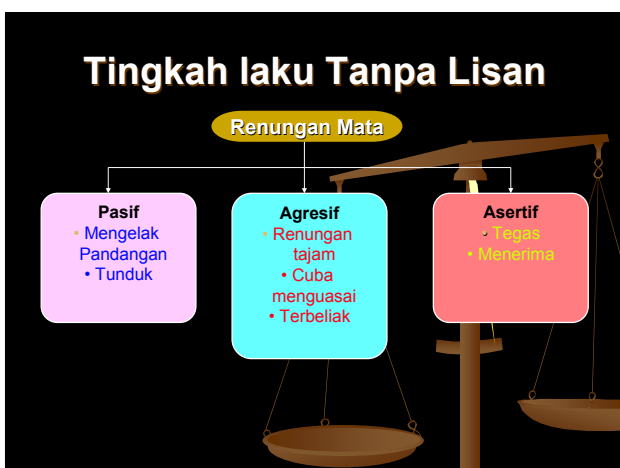 Tingkah laku Tanpa Lisan
Renungan Mata
Pasif
• Mengelak
Pandangan
• Tunduk
Agresif
• Renungan
tajam
• Cuba
menguasai
• Terbeliak
Asertif
• Tegas
• Menerima